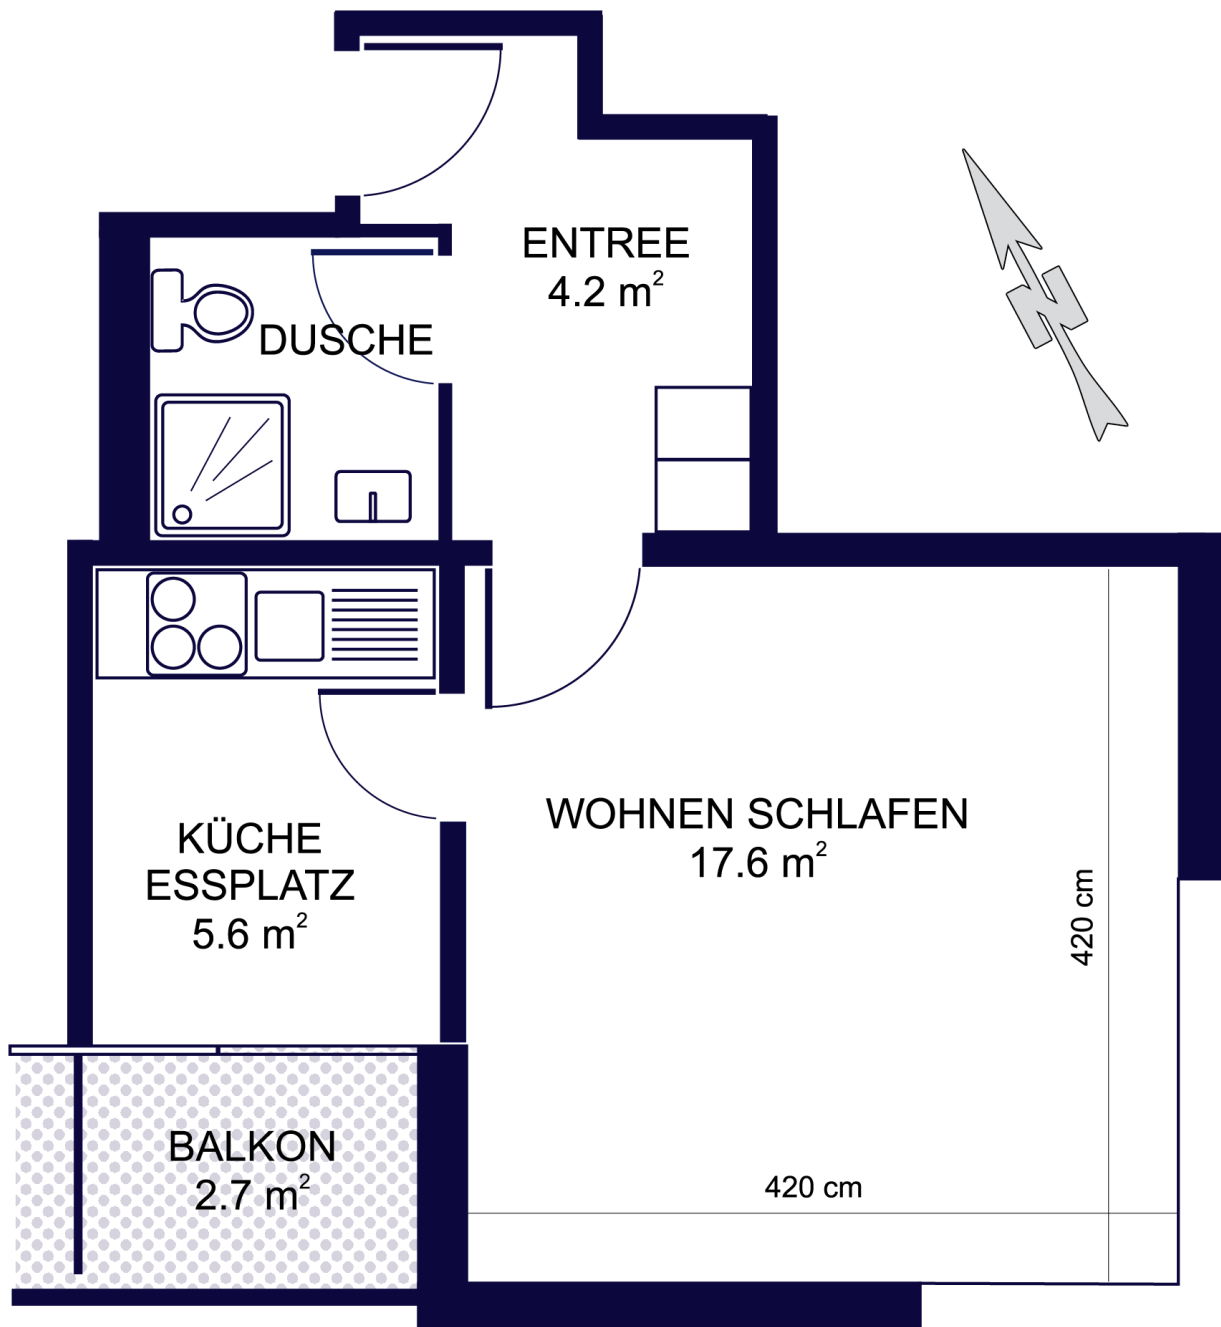 ENTREE
4.2 m²
N
DUSCHE
WOHNEN SCHLAFEN
17.6 m²
KÜCHE
ESSPLATZ
5.6 m²
420 cm
BALKON
2.7 m²
420 cm